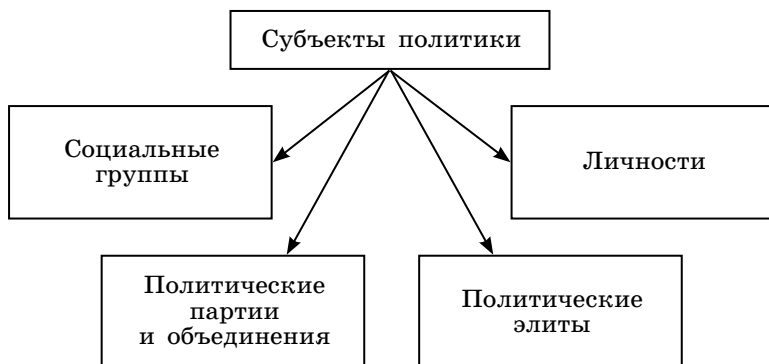 Субъекты политики
Социальные
группы
Личности
Политические
партии
и объединения
Политические
элиты